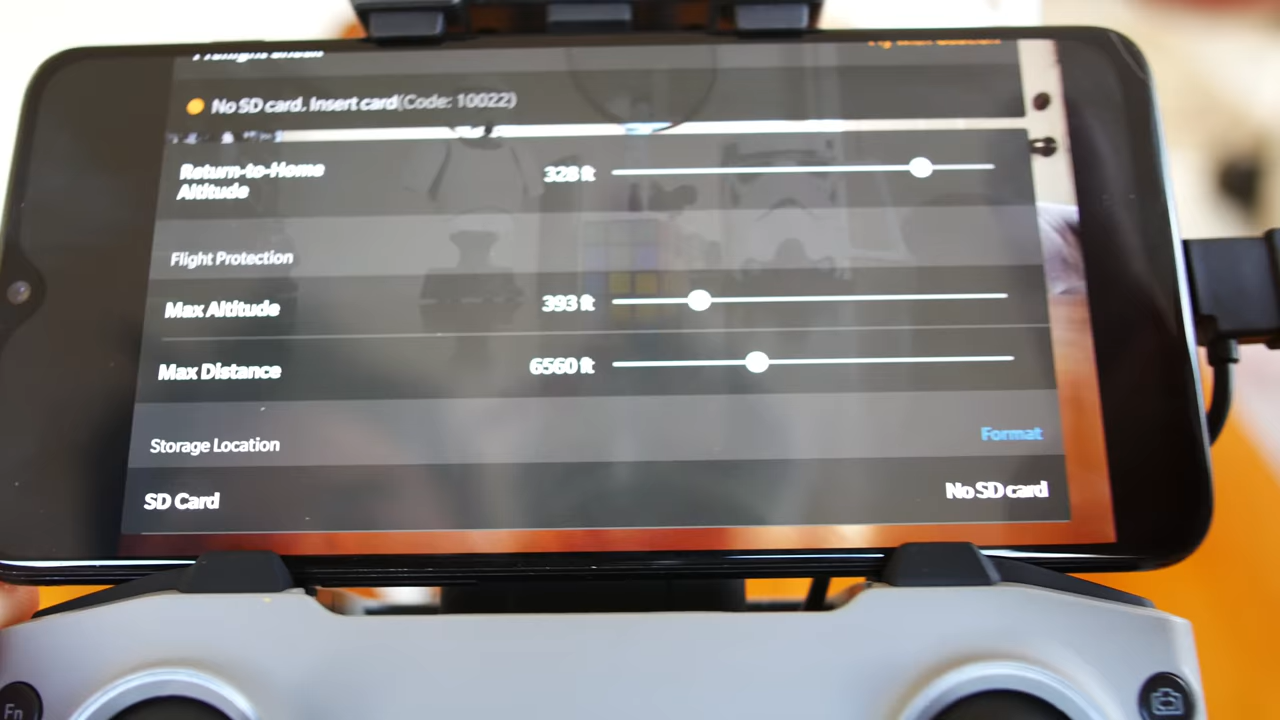 No SD card. Insert card(Code: 10022)
Return-to-Home
Altitude
328 ft
Flight Protection
Max Altitude
393 ft
Max Distance
6560 ft
Storage Location
Format
SD Card
No SD card
Fn